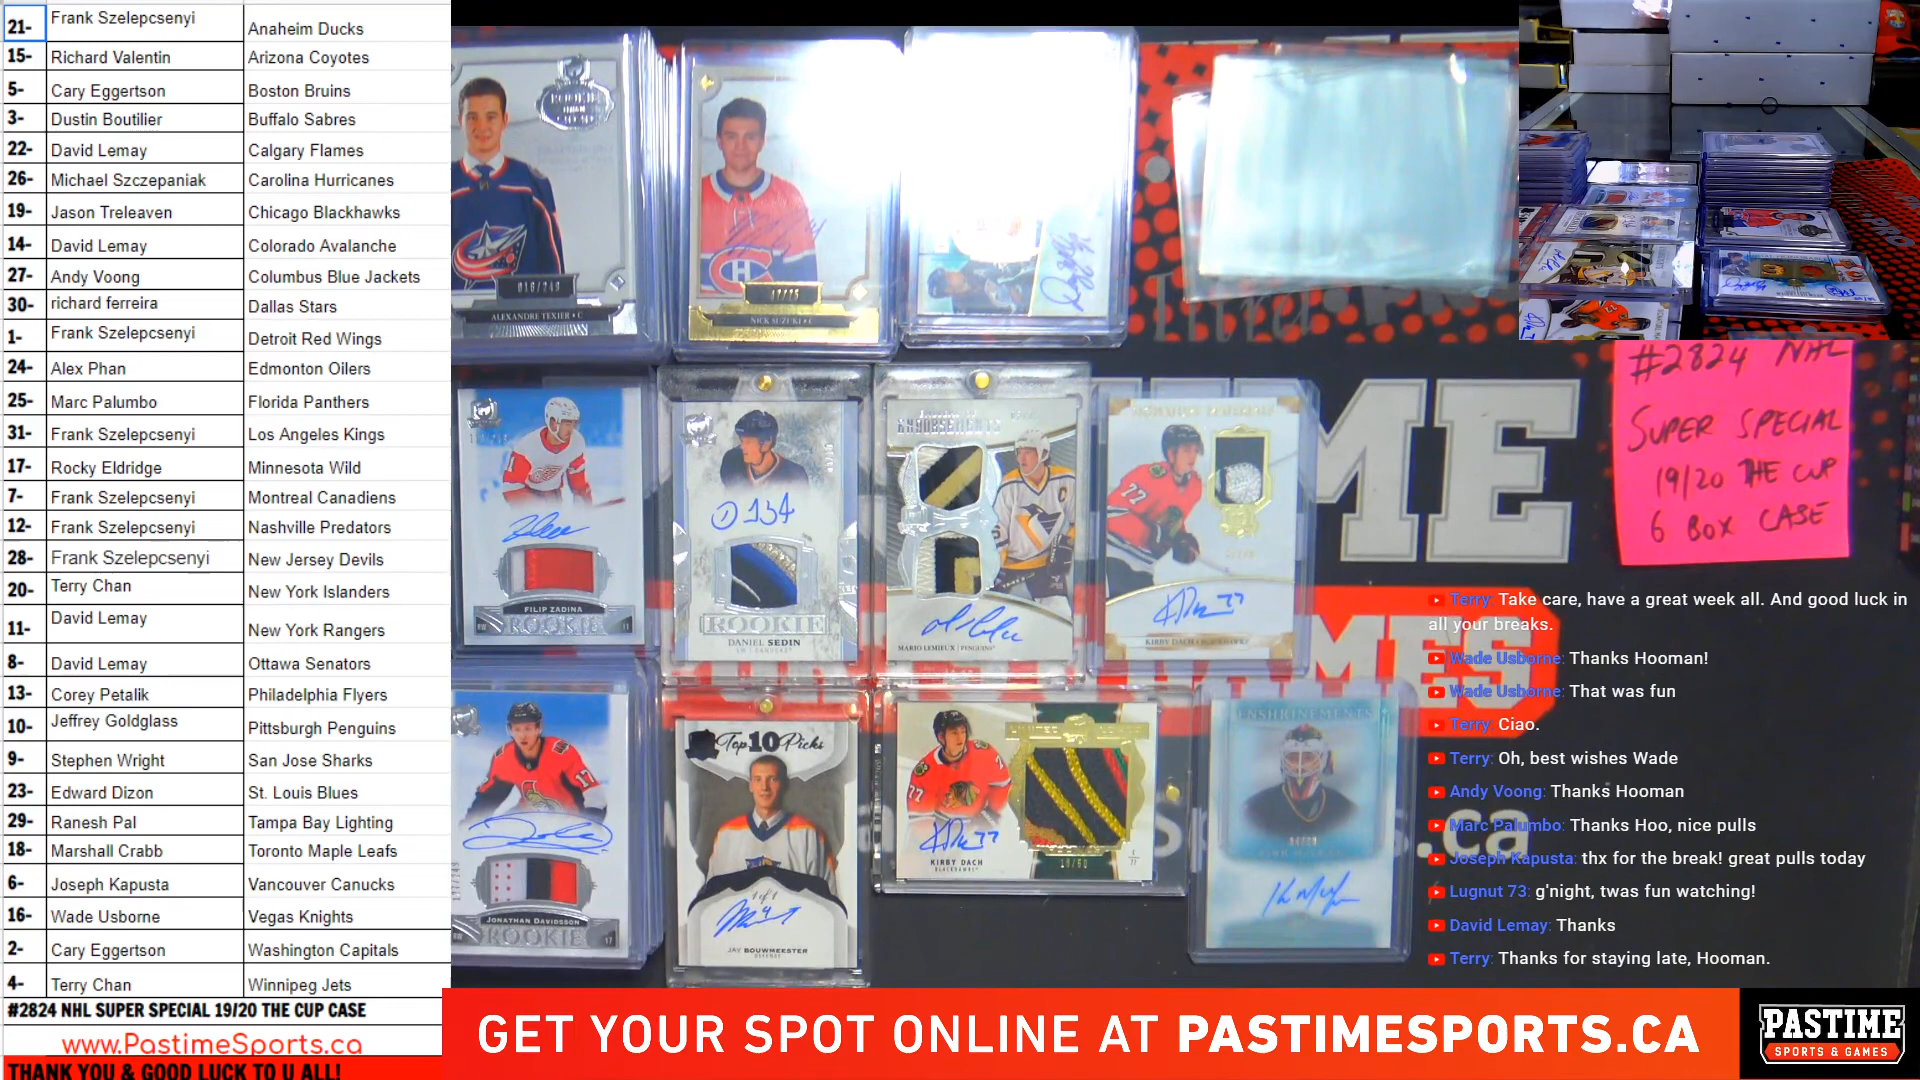 21- Frank Szelepcsenyi Anaheim Ducks
15- Richard Valentin Arizona Coyotes
5- Cary Eggertson Boston Bruins
3- Dustin Boutilier Buffalo Sabres
22- David Lemay Calgary Flames
26- Michael Szczepaniak Carolina Hurricanes
19- Jason Treleaven Chicago Blackhawks
14- David Lemay Colorado Avalanche
27- Andy Voong Columbus Blue Jackets
30- richard ferreira Dallas Stars
1- Frank Szelepcsenyi Detroit Red Wings
24- Alex Phan Edmonton Oilers
25- Marc Palumbo Florida Panthers
31- Frank Szelepcsenyi Los Angeles Kings
17- Rocky Eldridge Minnesota Wild
7- Frank Szelepcsenyi Montreal Canadiens
12- Frank Szelepcsenyi Nashville Predators
28- Frank Szelepcsenyi New Jersey Devils
20- Terry Chan New York Islanders
11- David Lemay New York Rangers
8- David Lemay Ottawa Senators
13- Corey Petalik Philadelphia Flyers
10- Jeffrey Goldglass Pittsburgh Penguins
9- Stephen Wright San Jose Sharks
23- Edward Dizon St. Louis Blues
29- Ranesh Pal Tampa Bay Lighting
18- Marshall Crabb Toronto Maple Leafs
6- Joseph Kapusta Vancouver Canucks
16- Wade Usborne Vegas Knights
2- Cary Eggertson Washington Capitals
4- Terry Chan Winnipeg Jets
#2824 NHL SUPER SPECIAL 19/20 THE CUP CASE
www.PastimeSports.ca
THANK YOU & GOOD LUCK TO U ALL!
016/249
ALEXANDRE TEXIER • C
NICK SUZUKI • C
FILIP ZADINA
ROOKIE
ROOKIE
DANIEL SEDIN
ENDORSEMENTS
MARIO LEMIEUX | PENGUINS
KIRBY DACH
JONATHAN DAVIDSSON
ROOKIE
Top 10 Picks
1 of 1
JAY BOUWMEESTER
KIRBY DACH
BLACKHAWKS
ENSHRINEMENTS
.ca
#2824 NHL
SUPER SPECIAL
19/20 THE CUP
6 BOX CASE
Terry: Take care, have a great week all. And good luck in
all your breaks.
Wade Usborne: Thanks Hooman!
Wade Usborne: That was fun
Terry: Ciao.
Terry: Oh, best wishes Wade
Andy Voong: Thanks Hooman
Marc Palumbo: Thanks Hoo, nice pulls
Joseph Kapusta: thx for the break! great pulls today
Lugnut 73: g'night, twas fun watching!
David Lemay: Thanks
Terry: Thanks for staying late, Hooman.
GET YOUR SPOT ONLINE AT PASTIMESPORTS.CA
PASTIME
SPORTS & GAMES